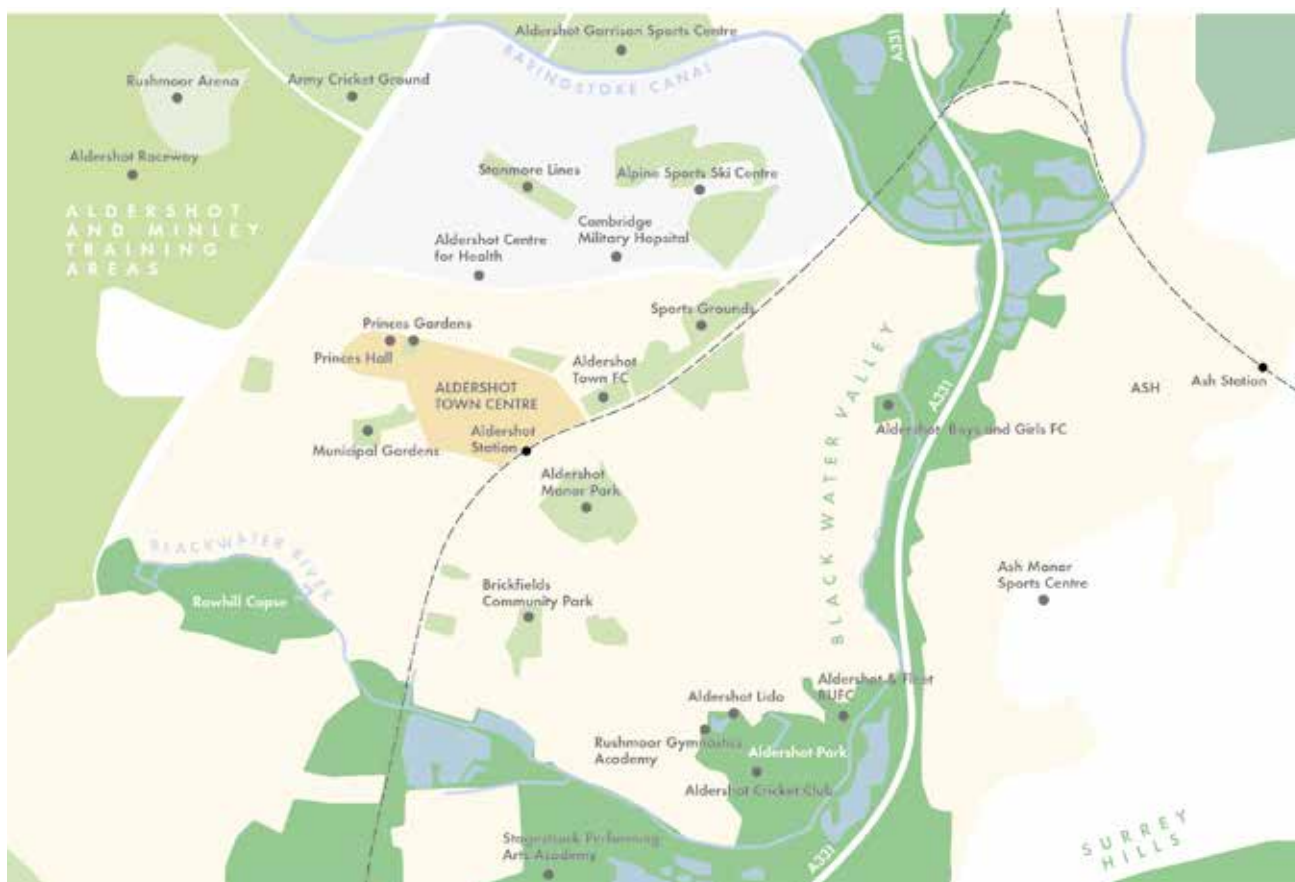 Aldershot Garrison Sports Centre
BASINGSTOKE CANAL
A331
Rushmoor Arena
Army Cricket Ground
Aldershot Raceway
Stanmore Lines
Alpine Sports Ski Centre
ALDERSHOT
AND MINLEY
TRAINING
AREAS
Cambridge
Military Hopsital
Aldershot Centre
for Health
Sports Grounds
Princes Gardens
Princes Hall
Aldershot
Town FC
ALDERSHOT
TOWN CENTRE
Aldershot
Station
Municipal Gardens
Aldershot
Manor Park
BLACK WATER VALLEY
A331
Aldershot Boys and Girls FC
ASH
Ash Station
BLACKWATER RIVER
Rowhill Copse
Brickfields
Community Park
Ash Manor
Sports Centre
Aldershot Lido
Aldershot & Fleet
RUFC
Rushmoor Gymnastics
Academy
Aldershot Park
Aldershot Cricket Club
Stagestruck Performing
Arts Academy
A331
SURREY
HILLS